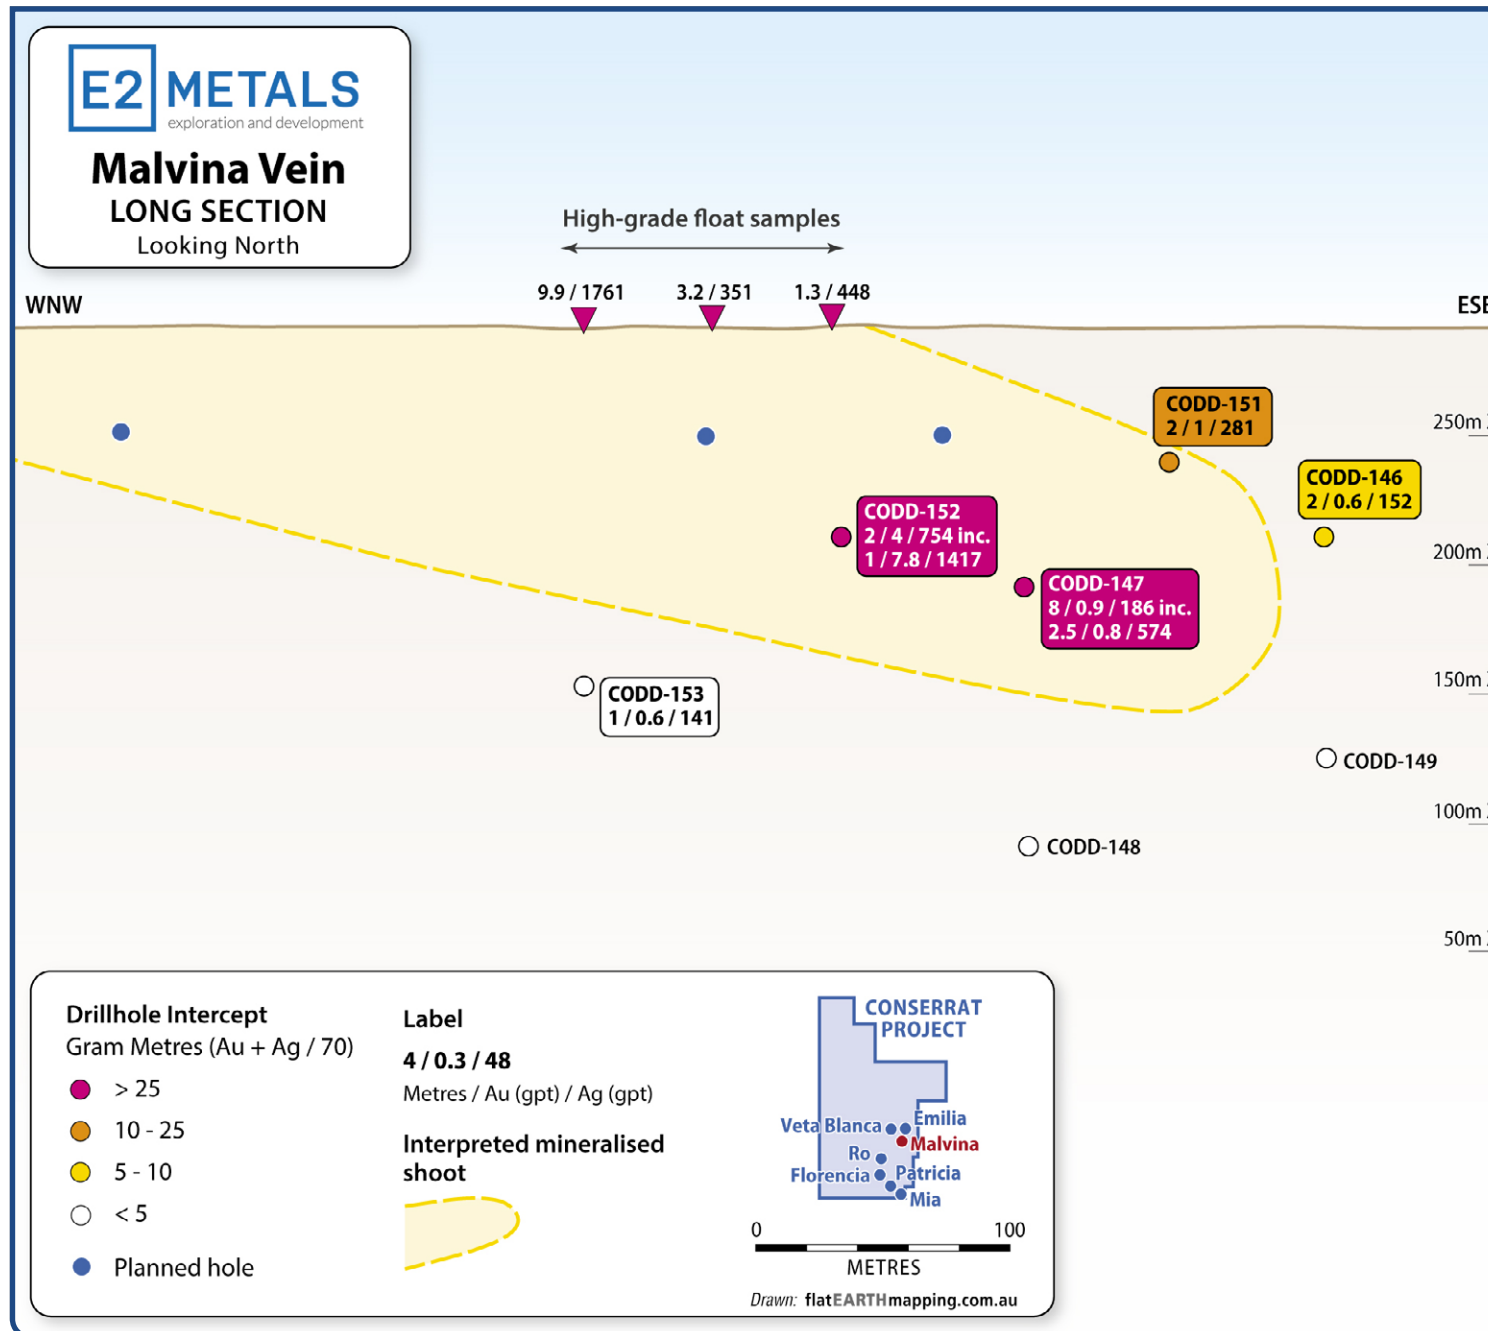 E2 METALS
exploration and development
Malvina Vein
LONG SECTION
Looking North
High-grade float samples
9.9 / 1761
3.2 / 351
1.3 / 448
WNW
ESE
CODD-151
2 / 1 / 281
250m
CODD-146
2 / 0.6 / 152
CODD-152
2 / 4 / 754 inc.
1 / 7.8 / 1417
200m
CODD-147
8 / 0.9 / 186 inc.
2.5 / 0.8 / 574
CODD-153
1 / 0.6 / 141
150m
CODD-149
100m
CODD-148
50m
Drillhole Intercept
Gram Metres (Au + Ag / 70)
> 25
10 - 25
5 - 10
< 5
Planned hole
Label
4 / 0.3 / 48
Metres / Au (gpt) / Ag (gpt)
Interpreted mineralised
shoot
CONSERRAT
PROJECT
Veta Blanca
Emilia
Malvina
Ro
Florencia
Patricia
Mia
0 100
METRES
Drawn: flatEARTHmapping.com.au